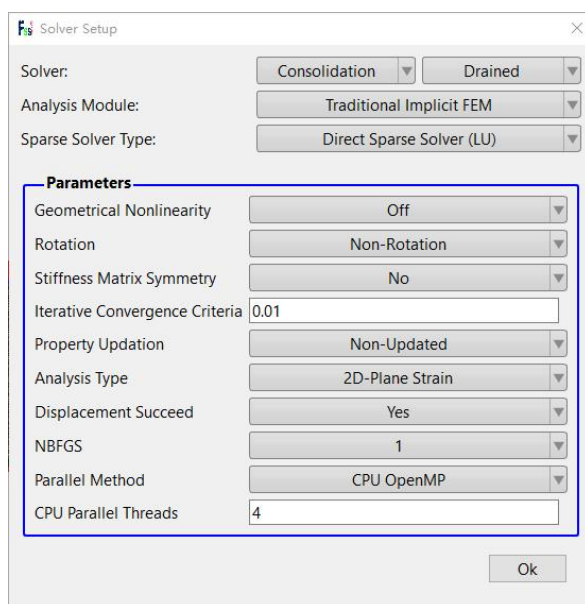 Solver Setup
Solver: Consolidation Drained
Analysis Module: Traditional Implicit FEM
Sparse Solver Type: Direct Sparse Solver (LU)
Parameters
Geometrical Nonlinearity Off
Rotation Non-Rotation
Stiffness Matrix Symmetry No
Iterative Convergence Criteria 0.01
Property Updation Non-Updated
Analysis Type 2D-Plane Strain
Displacement Succeed Yes
NBFGS 1
Parallel Method CPU OpenMP
CPU Parallel Threads 4
Ok